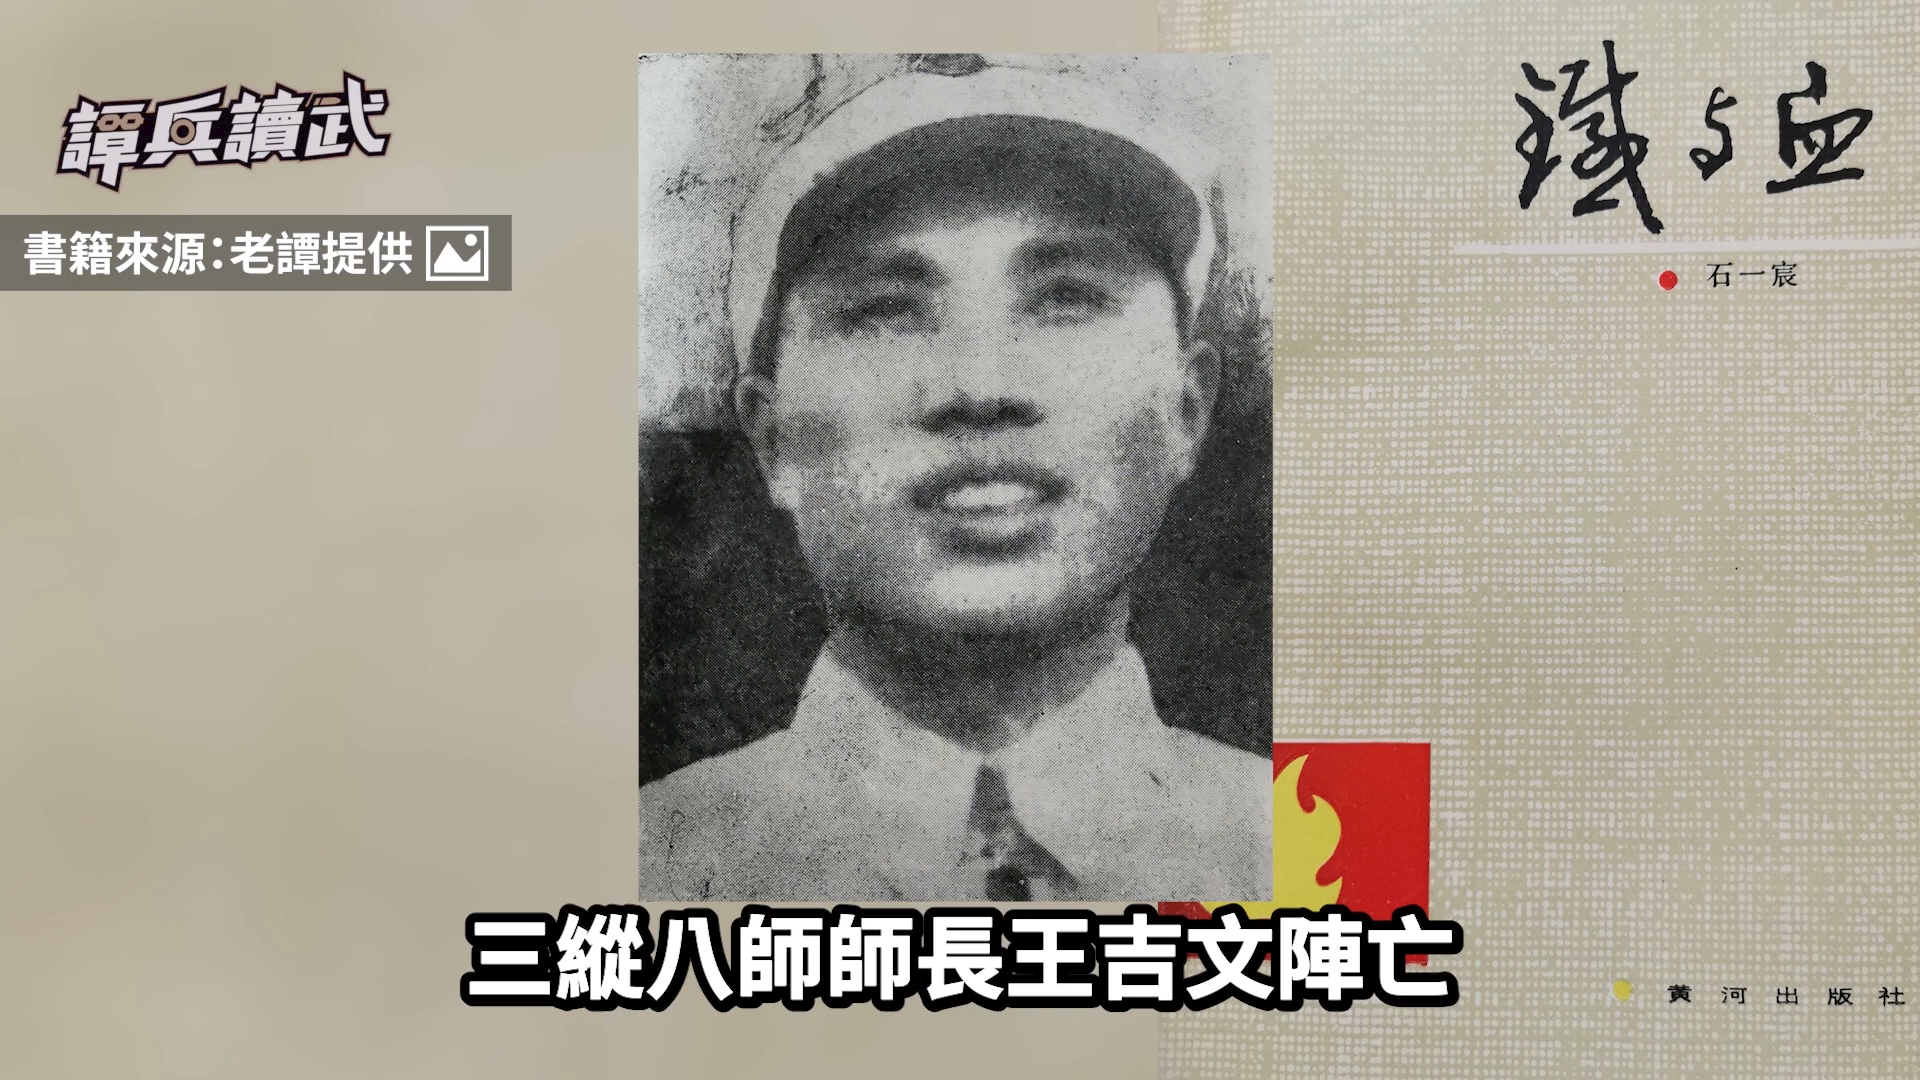 譚兵讀武
書籍來源:老譚提供
鐵与血
石一宸
三縱八師師長王吉文陣亡
黄河出版社